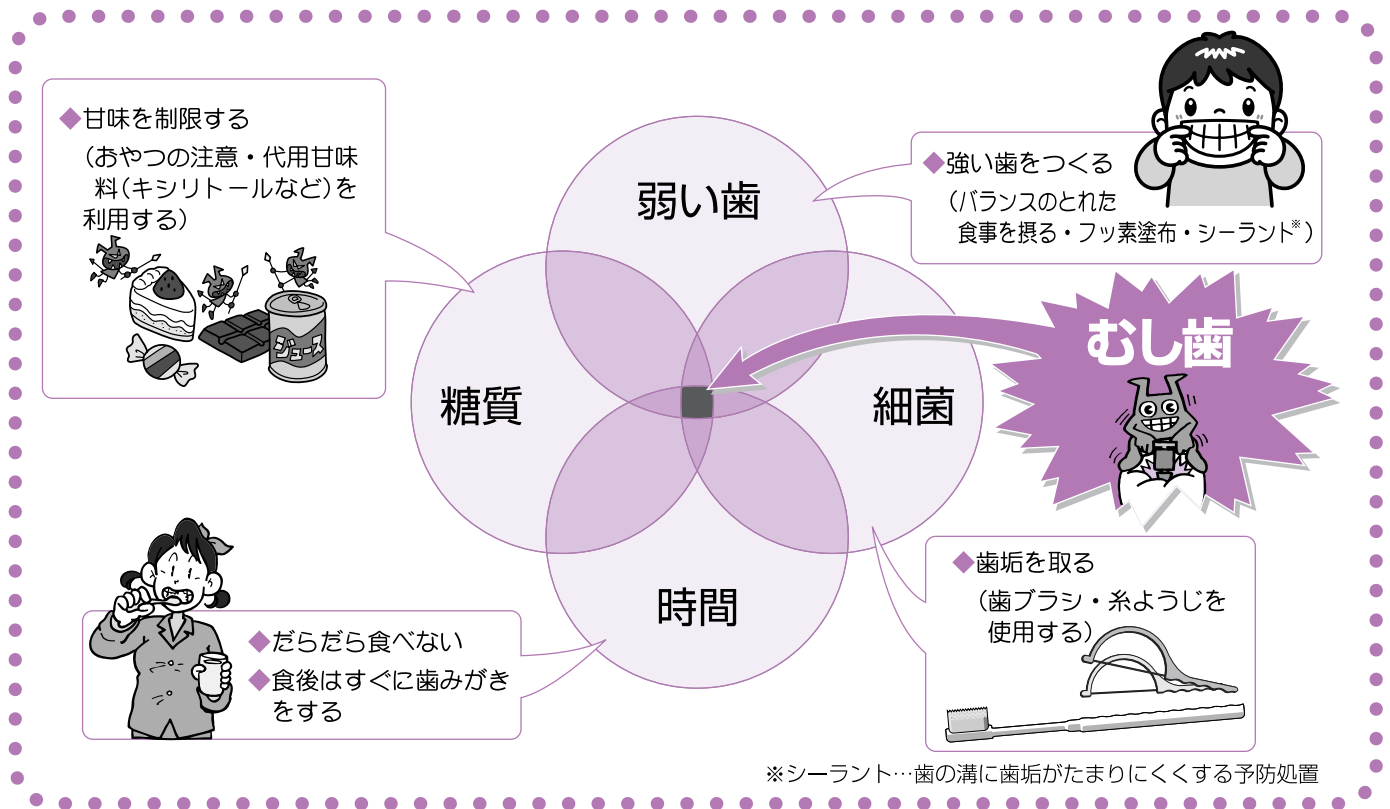 ◆甘味を制限する
（おやつの注意・代用甘味
料（キシリトールなど）を
利用する）
ジュース
弱い歯
◆強い歯をつくる
（バランスのとれた
食事を摂る・フッ素塗布・シーラント※）
むし歯
糖質
細菌
時間
◆だらだら食べない
◆食後はすぐに歯みがき
をする
◆歯垢を取る
（歯ブラシ・糸ようじを
使用する）
※シーラント…歯の溝に歯垢がたまりにくくする予防処置